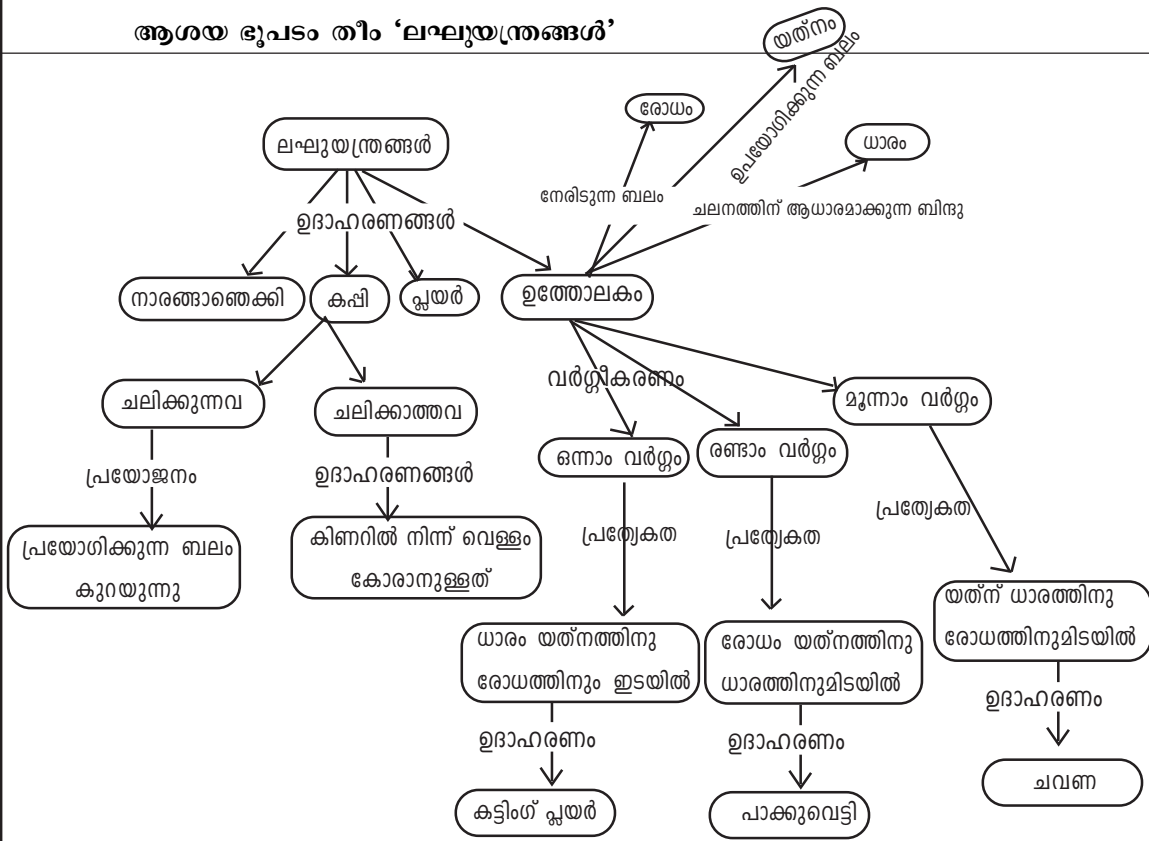 ആശയ ഭൂപടം തീം ‘ലഘുയന്ത്രങ്ങൾ’
യത്നം
രോധം
ഉപയോഗിക്കുന്ന ബലം
ധാരം
ലഘുയന്ത്രങ്ങൾ
നേരിടുന്ന ബലം
ചലനത്തിന് ആധാരമാക്കുന്ന ബിന്ദു
ഉദാഹരണങ്ങൾ
നാരങ്ങാഞെക്കി
കപ്പി
പ്ലയർ
ഉത്തോലകം
വർഗ്ഗീകരണം
ചലിക്കുന്നവ
ചലിക്കാത്തവ
മൂന്നാം വർഗ്ഗം
ഒന്നാം വർഗ്ഗം
രണ്ടാം വർഗ്ഗം
പ്രയോജനം
ഉദാഹരണങ്ങൾ
പ്രത്യേകത
പ്രത്യേകത
പ്രത്യേകത
പ്രയോഗിക്കുന്ന ബലം
കുറയുന്നു
കിണറിൽ നിന്ന് വെള്ളം
കോരാനുള്ളത്
യത്ന് ധാരത്തിനു
രോധത്തിനുമിടയിൽ
ധാരം യത്നത്തിനു
രോധത്തിനും ഇടയിൽ
രോധം യത്നത്തിനു
ധാരത്തിനുമിടയിൽ
ഉദാഹരണം
ഉദാഹരണം
ഉദാഹരണം
കട്ടിംഗ് പ്ലയർ
പാക്കുവെട്ടി
ചവണ